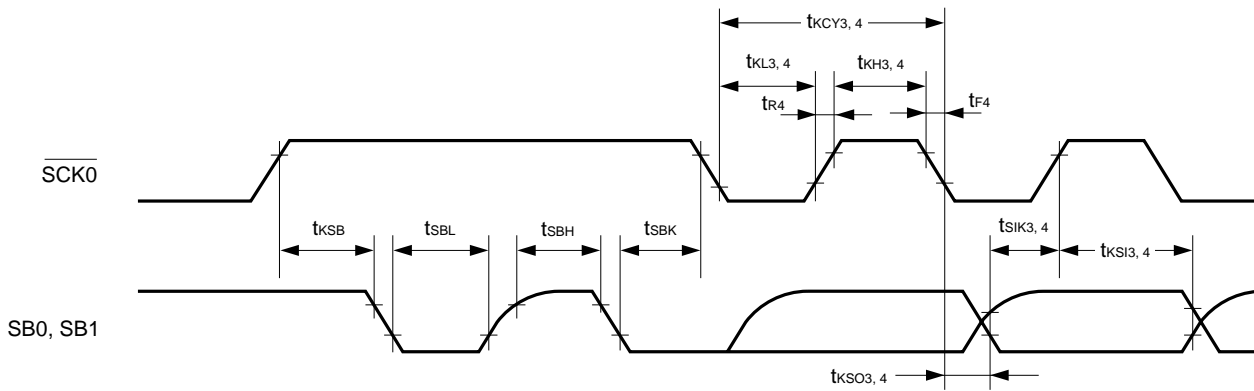 tKCY3, 4
tKL3, 4
tKH3, 4
tR4
tF4
SCK0
tKSB
tSBL
tSBH
tSBK
tSIK3, 4
tKSI3, 4
SB0, SB1
tKSO3, 4